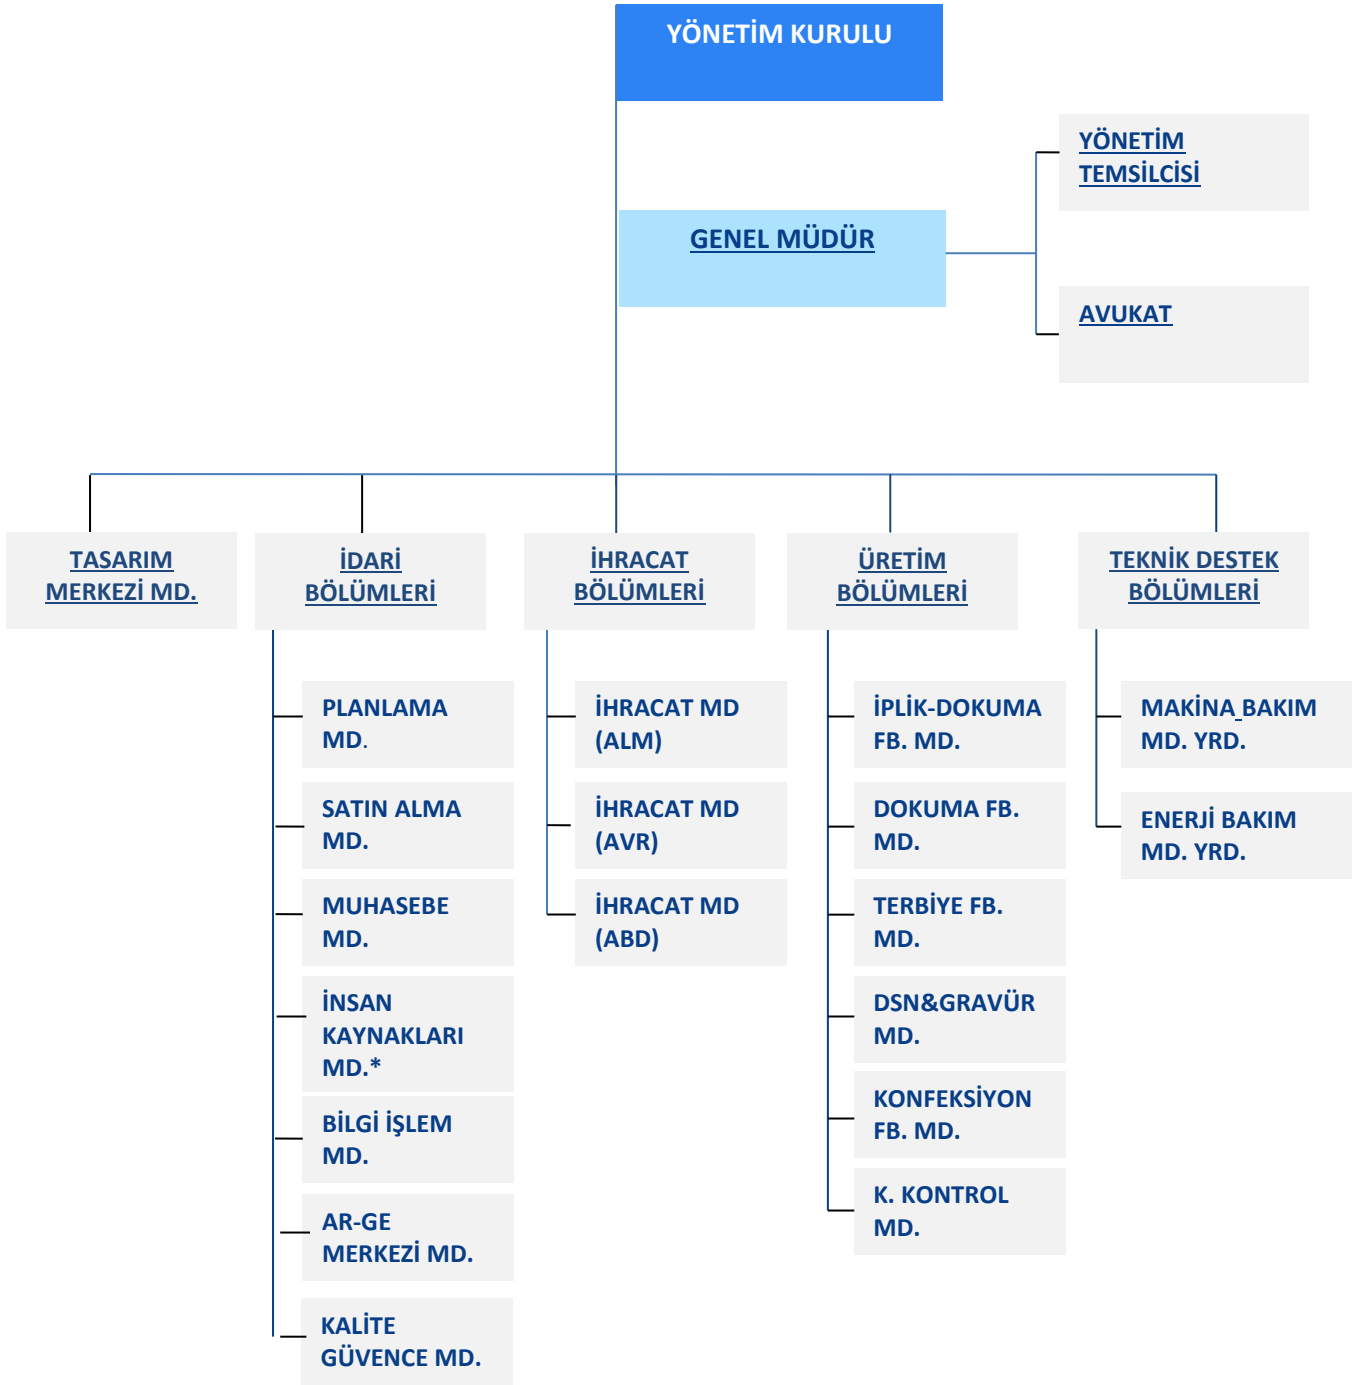 YÖNETİM KURULU
YÖNETİM
TEMSİLCİSİ
GENEL MÜDÜR
AVUKAT
TASARIM
MERKEZİ MD.
İDARİ
BÖLÜMLERİ
İHRACAT
BÖLÜMLERİ
ÜRETİM
BÖLÜMLERİ
TEKNİK DESTEK
BÖLÜMLERİ
PLANLAMA
MD.
SATIN ALMA
MD.
MUHASEBE
MD.
İNSAN
KAYNAKLARI
MD.*
BİLGİ İŞLEM
MD.
AR-GE
MERKEZİ MD.
KALİTE
GÜVENCE MD.
İHRACAT MD
(ALM)
İHRACAT MD
(AVR)
İHRACAT MD
(ABD)
İPLİK-DOKUMA
FB. MD.
DOKUMA FB.
MD.
TERBİYE FB.
MD.
DSN&GRAVÜR
MD.
KONFEKSİYON
FB. MD.
K. KONTROL
MD.
MAKİNA BAKIM
MD. YRD.
ENERJİ BAKIM
MD. YRD.